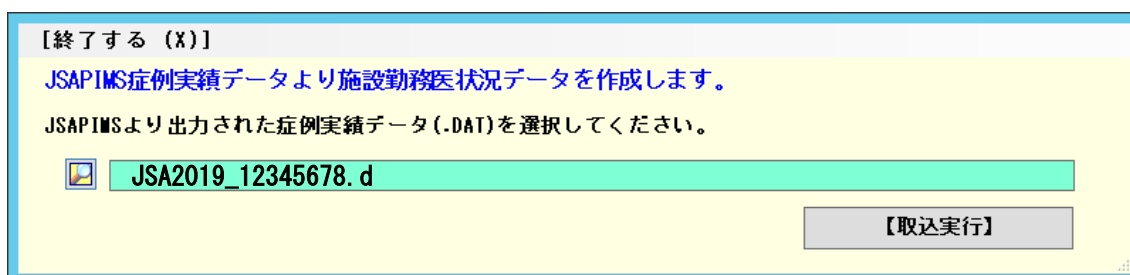 [終了する (X)]
JSAPIMS症例実績データより施設勤務医状況データを作成します。
JSAPIMSより出力された症例実績データ(.DAT)を選択してください。
JSA2019_12345678.d
【取込実行】